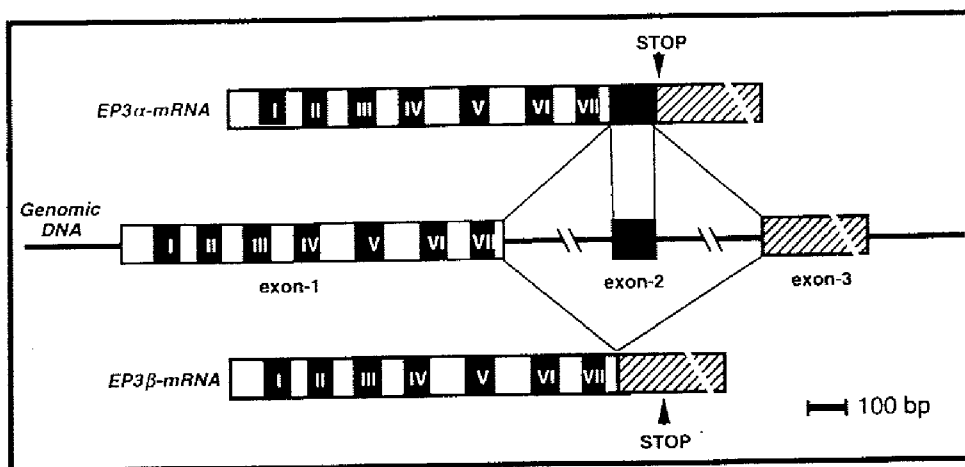 STOP
EP3α-mRNA I II III IV V VI VII
Genomic
DNA
I II III IV V VI VII
exon-1 exon-2 exon-3
EP3β-mRNA I II III IV V VI VII
100 bp
STOP